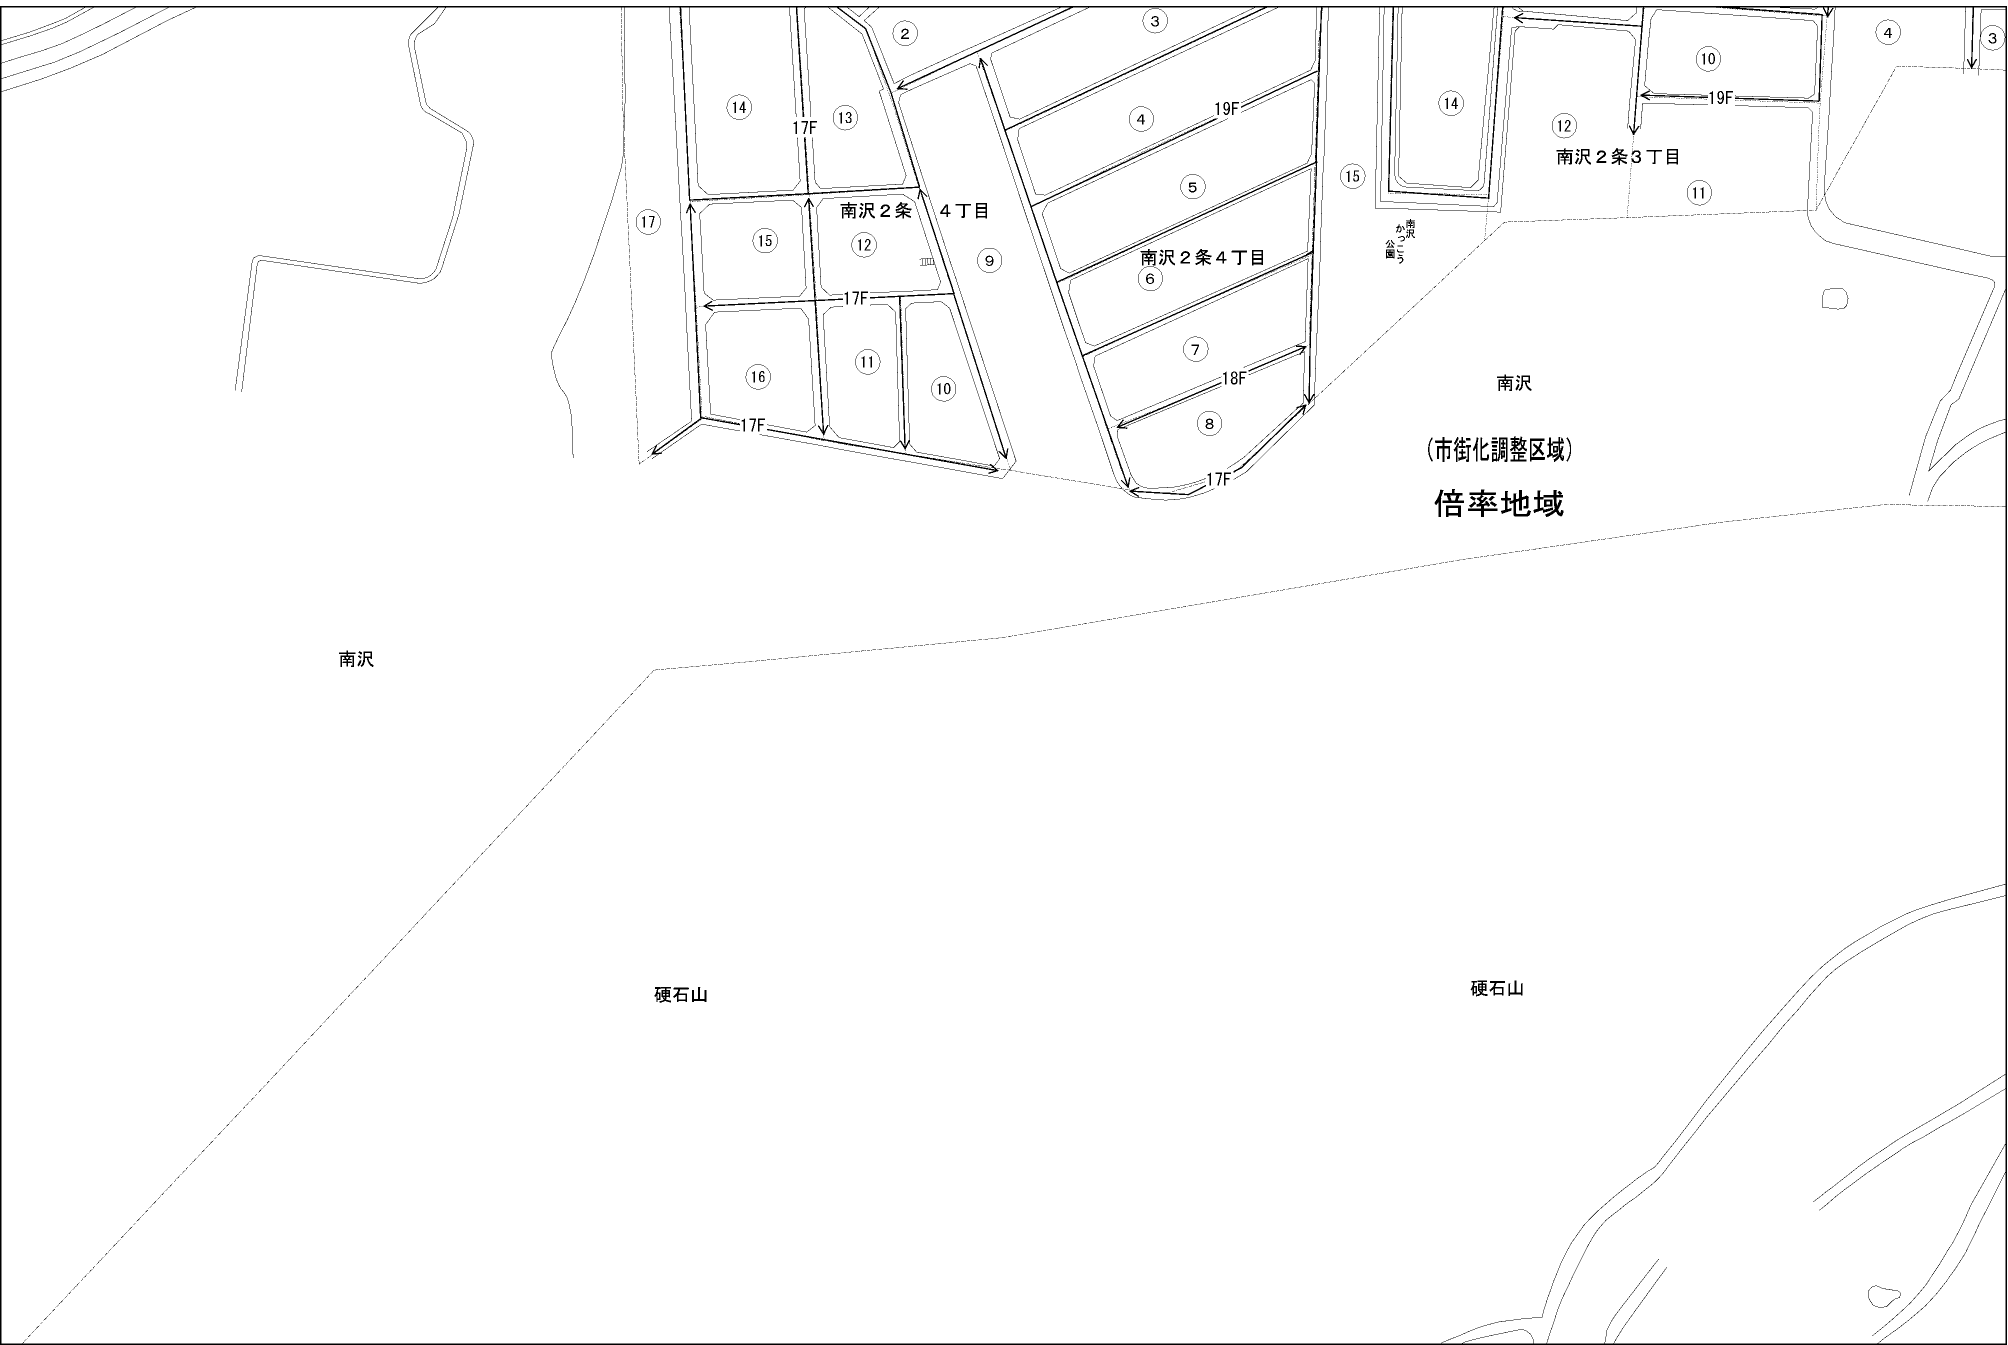 ②
③
④
③
⑩
⑭
⑬
17F
④
19F
⑭
⑫
19F
南沢２条３丁目
⑮
⑤
⑪
⑰
南沢２条　４丁目
⑮
⑫
⑨
南沢
かっこう
公園
南沢２条４丁目
⑥
17F
⑦
⑯
⑪
⑩
18F
南沢
17F
⑧
(市街化調整区域)
17F
倍率地域
南沢
硬石山
硬石山